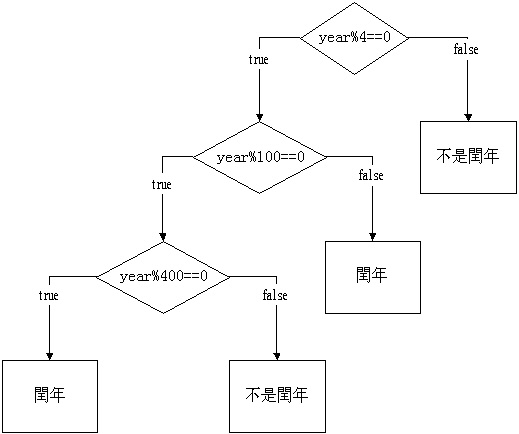 year%4==0
true
false
year%100==0
不是閏年
true
false
year%400==0
閏年
true
false
閏年
不是閏年